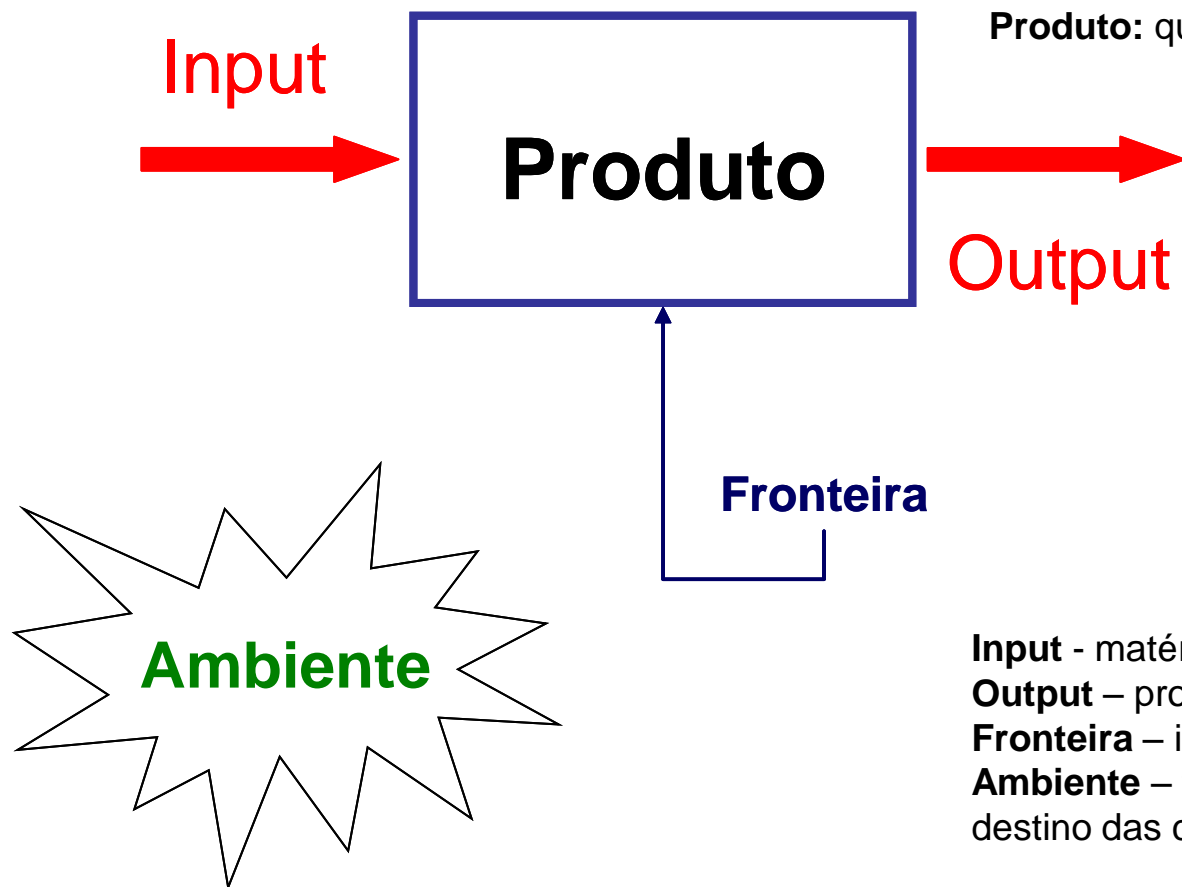 Produto: qu
Input
Produto
Output
Fronteira
Ambiente
Input - matér
Output – pro
Fronteira – i
Ambiente –
destino das